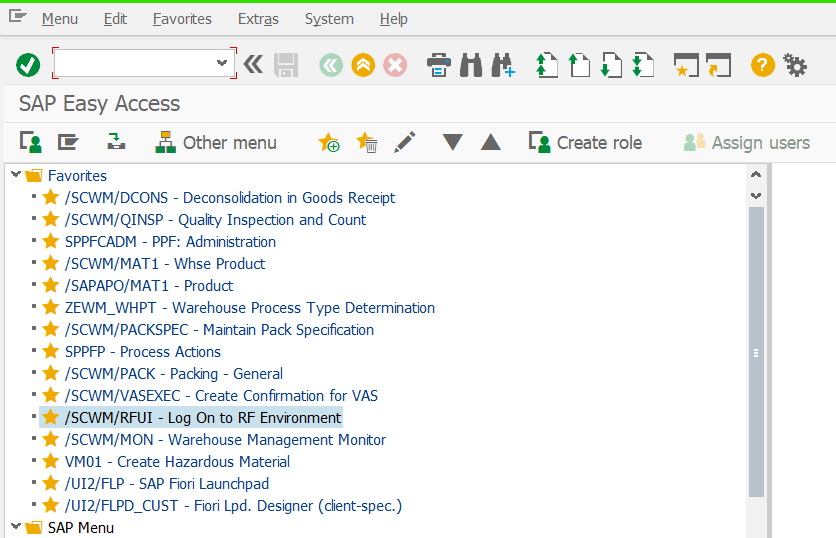 Menu Edit Favorites Extras System Help
SAP Easy Access
Other menu Create role Assign users
Favorites
/SCWM/DCONS - Deconsolidation in Goods Receipt
/SCWM/QINSP - Quality Inspection and Count
SPPFCADM - PPF: Administration
/SCWM/MAT1 - Whse Product
/SAPAPO/MAT1 - Product
ZEWM_WHPT - Warehouse Process Type Determination
/SCWM/PACKSPEC - Maintain Pack Specification
SPPFP - Process Actions
/SCWM/PACK - Packing - General
/SCWM/VASEXEC - Create Confirmation for VAS
/SCWM/RFUI - Log On to RF Environment
/SCWM/MON - Warehouse Management Monitor
VM01 - Create Hazardous Material
/UI2/FLP - SAP Fiori Launchpad
/UI2/FLPD_CUST - Fiori Lpd. Designer (client-spec.)
SAP Menu